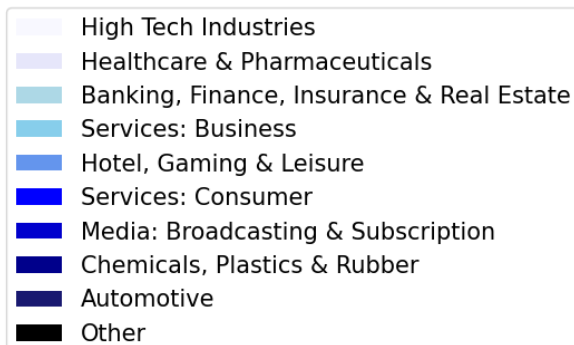 High Tech Industries
Healthcare & Pharmaceuticals
Banking, Finance, Insurance & Real Estate
Services: Business
Hotel, Gaming & Leisure
Services: Consumer
Media: Broadcasting & Subscription
Chemicals, Plastics & Rubber
Automotive
Other